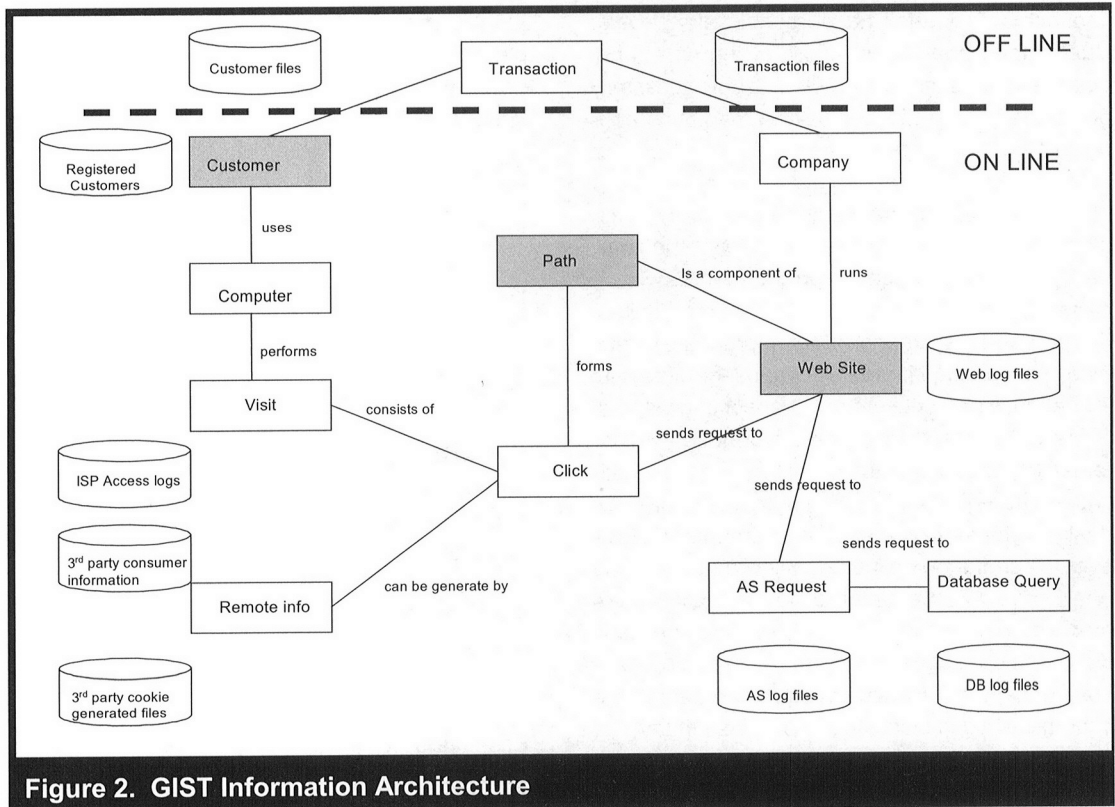 OFF LINE
Customer files
Transaction
Transaction files
Registered
Customers
Customer
Company
ON LINE
uses
Path
Is a component of
runs
Computer
performs
forms
Web Site
Web log files
Visit
consists of
sends request to
Click
ISP Access logs
sends request to
3rd party consumer
information
sends request to
can be generate by
AS Request
Database Query
Remote info
3rd party cookie
generated files
AS log files
DB log files
Figure 2. GIST Information Architecture